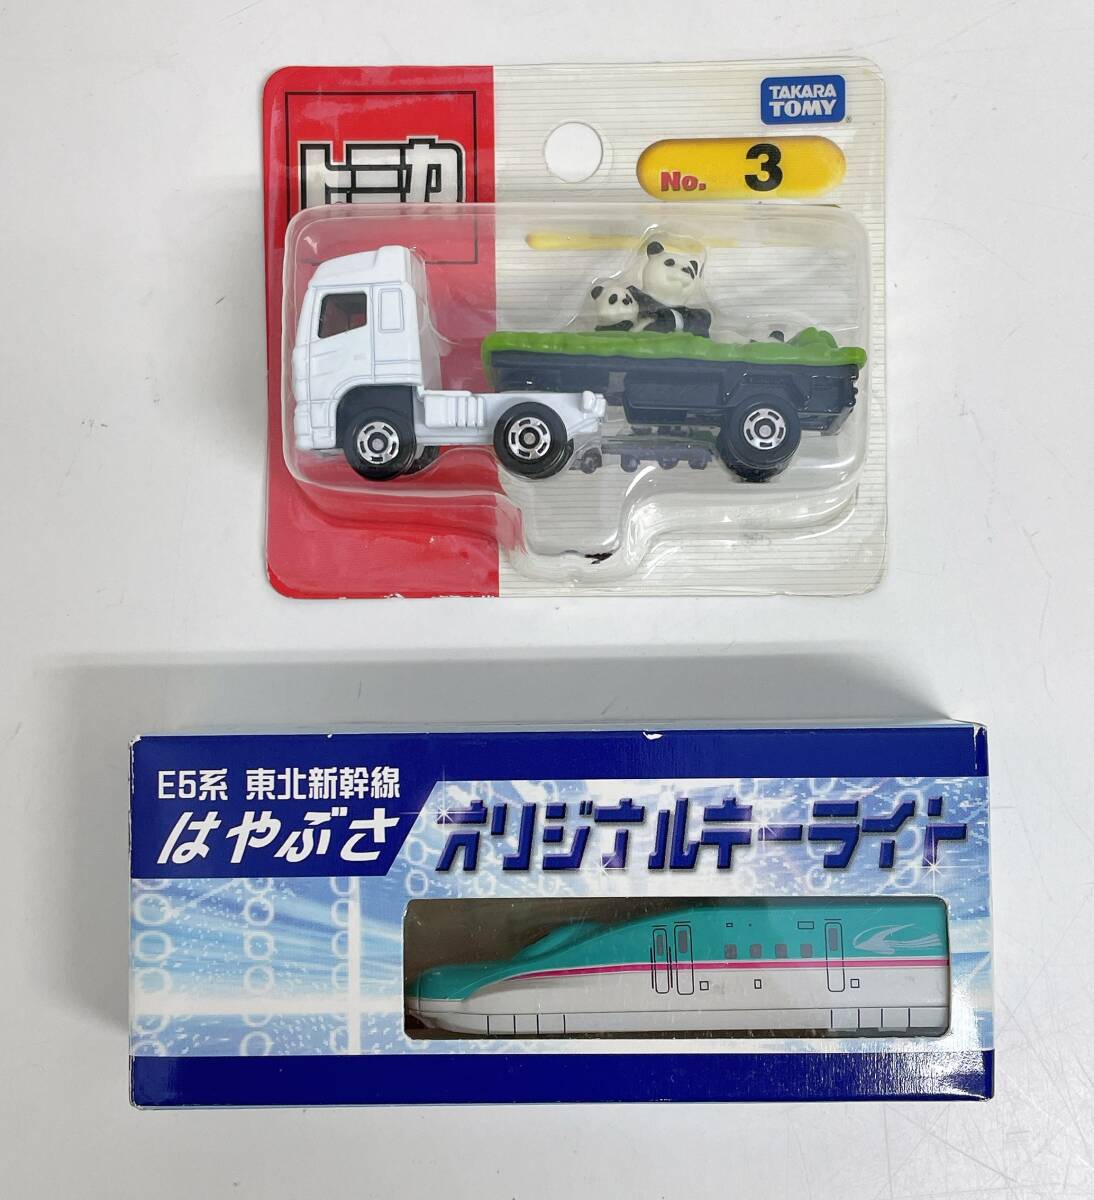 トミカ
TAKARA
TOMY
No. 3
E5系 東北新幹線
はやぶさ
オリジナルキーライト